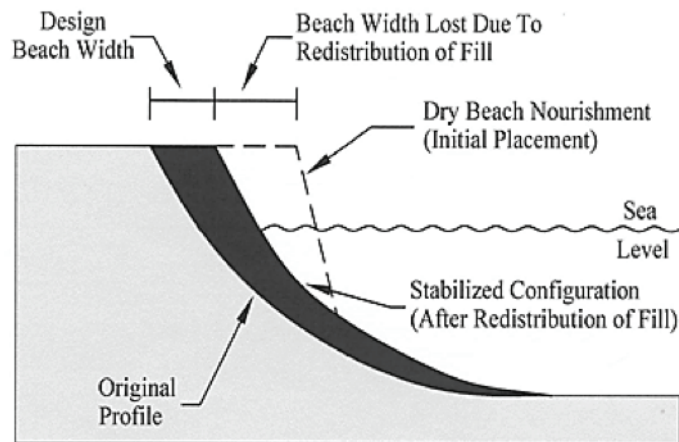 Design
Beach Width
Beach Width Lost Due To
Redistribution of Fill
Dry Beach Nourishment
(Initial Placement)
Sea
Level
Stabilized Configuration
(After Redistribution of Fill)
Original
Profile